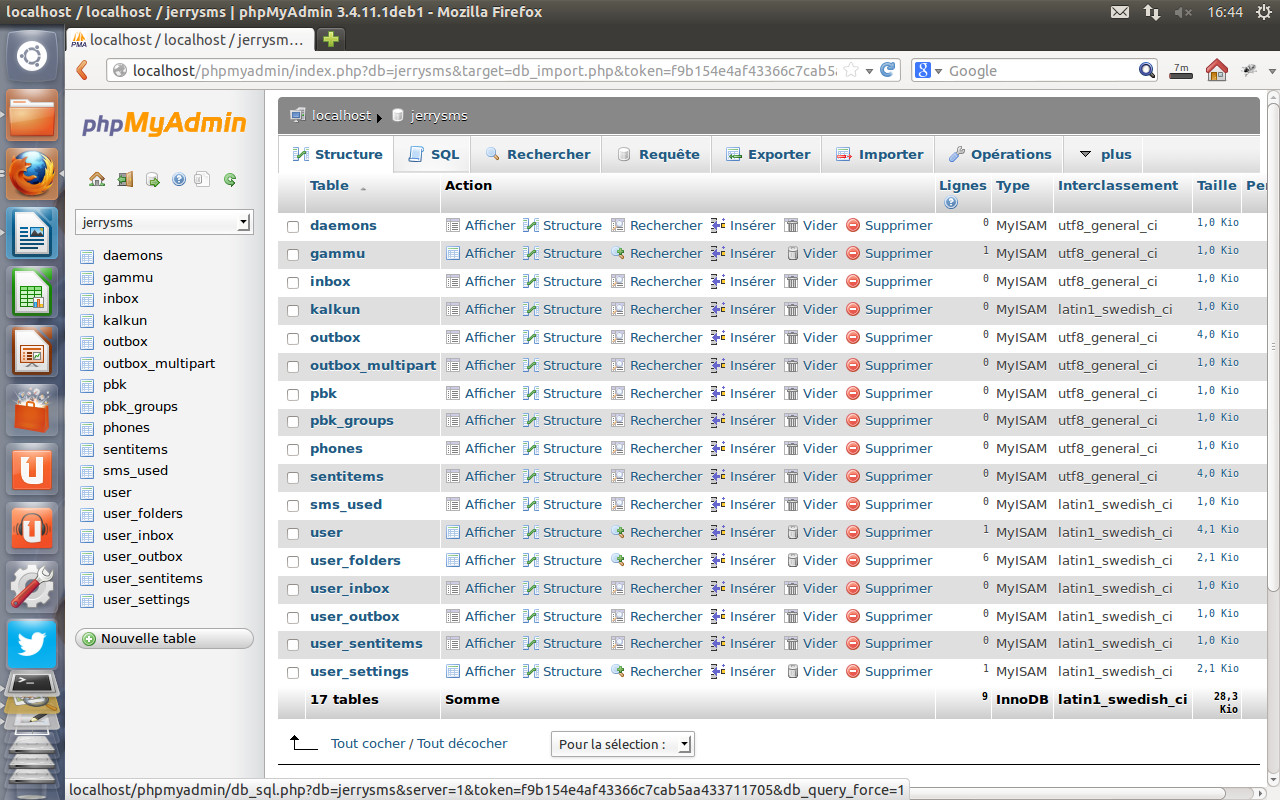 localhost / localhost / jerrysms | phpMyAdmin 3.4.11.1deb1 - Mozilla Firefox
16:44
localhost / localhost / jerrysm...
localhost/phpmyadmin/index.php?db=jerrysms&target=db_import.php&token=f9b154e4af43366c7cab5
Google
7m
phpMyAdmin
jerrysms
daemons
gammu
inbox
kalkun
outbox
outbox_multipart
pbk
pbk_groups
phones
sentitems
sms_used
user
user_folders
user_inbox
user_outbox
user_sentitems
user_settings
Nouvelle table
localhost jerrysms
Structure SQL Rechercher Requête Exporter Importer Opérations plus
Table Action Lignes Type Interclassement Taille Per
daemons Afficher Structure Rechercher Insérer Vider Supprimer 0 MyISAM utf8_general_ci 1,0 Kio
gammu Afficher Structure Rechercher Insérer Vider Supprimer 1 MyISAM utf8_general_ci 1,0 Kio
inbox Afficher Structure Rechercher Insérer Vider Supprimer 0 MyISAM utf8_general_ci 1,0 Kio
kalkun Afficher Structure Rechercher Insérer Vider Supprimer 0 MyISAM latin1_swedish_ci 1,0 Kio
outbox Afficher Structure Rechercher Insérer Vider Supprimer 0 MyISAM utf8_general_ci 4,0 Kio
outbox_multipart Afficher Structure Rechercher Insérer Vider Supprimer 0 MyISAM utf8_general_ci 1,0 Kio
pbk Afficher Structure Rechercher Insérer Vider Supprimer 0 MyISAM utf8_general_ci 1,0 Kio
pbk_groups Afficher Structure Rechercher Insérer Vider Supprimer 0 MyISAM utf8_general_ci 1,0 Kio
phones Afficher Structure Rechercher Insérer Vider Supprimer 0 MyISAM utf8_general_ci 1,0 Kio
sentitems Afficher Structure Rechercher Insérer Vider Supprimer 0 MyISAM utf8_general_ci 4,0 Kio
sms_used Afficher Structure Rechercher Insérer Vider Supprimer 0 MyISAM latin1_swedish_ci 1,0 Kio
user Afficher Structure Rechercher Insérer Vider Supprimer 1 MyISAM latin1_swedish_ci 4,1 Kio
user_folders Afficher Structure Rechercher Insérer Vider Supprimer 6 MyISAM latin1_swedish_ci 2,1 Kio
user_inbox Afficher Structure Rechercher Insérer Vider Supprimer 0 MyISAM latin1_swedish_ci 1,0 Kio
user_outbox Afficher Structure Rechercher Insérer Vider Supprimer 0 MyISAM latin1_swedish_ci 1,0 Kio
user_sentitems Afficher Structure Rechercher Insérer Vider Supprimer 0 MyISAM latin1_swedish_ci 1,0 Kio
user_settings Afficher Structure Rechercher Insérer Vider Supprimer 1 MyISAM latin1_swedish_ci 2,1 Kio
17 tables Somme 9 InnoDB latin1_swedish_ci 28,3 Kio
Tout cocher / Tout décocher Pour la sélection :
localhost/phpmyadmin/db_sql.php?db=jerrysms&server=1&token=f9b154e4af43366c7cab5aa433711705&db_query_force=1